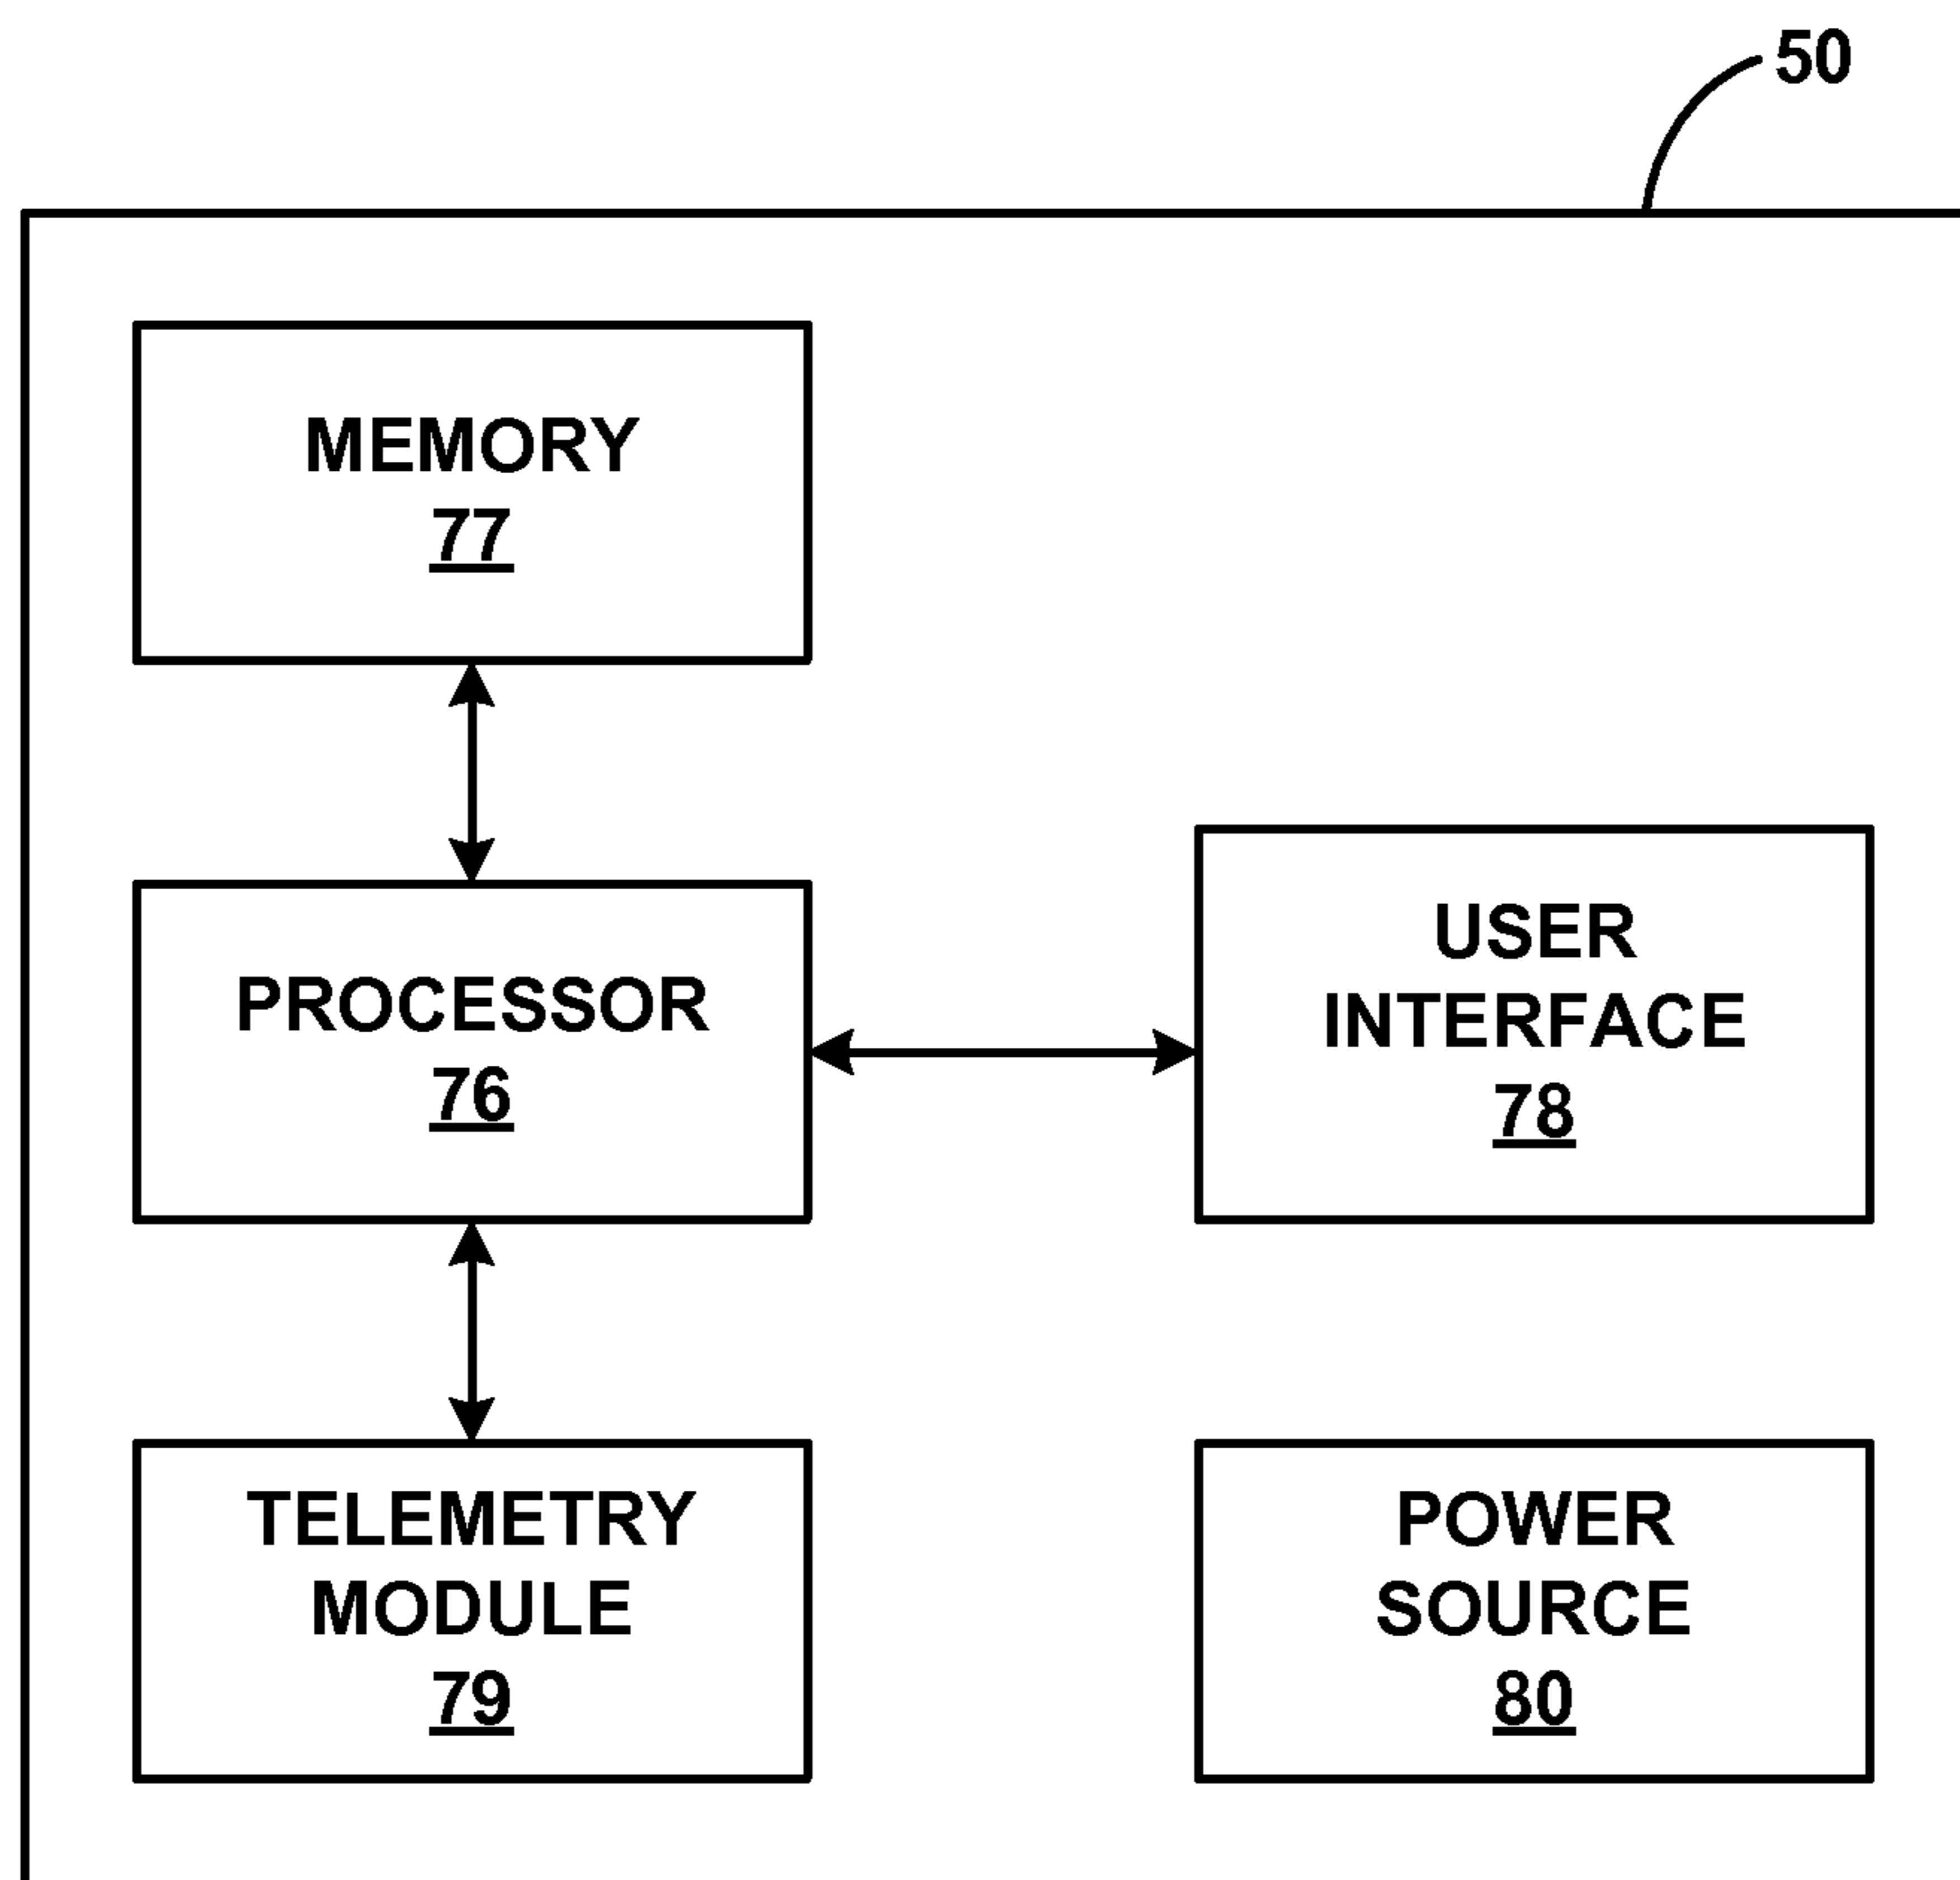 50
MEMORY
77
PROCESSOR
76
USER
INTERFACE
78
TELEMETRY
MODULE
79
POWER
SOURCE
80